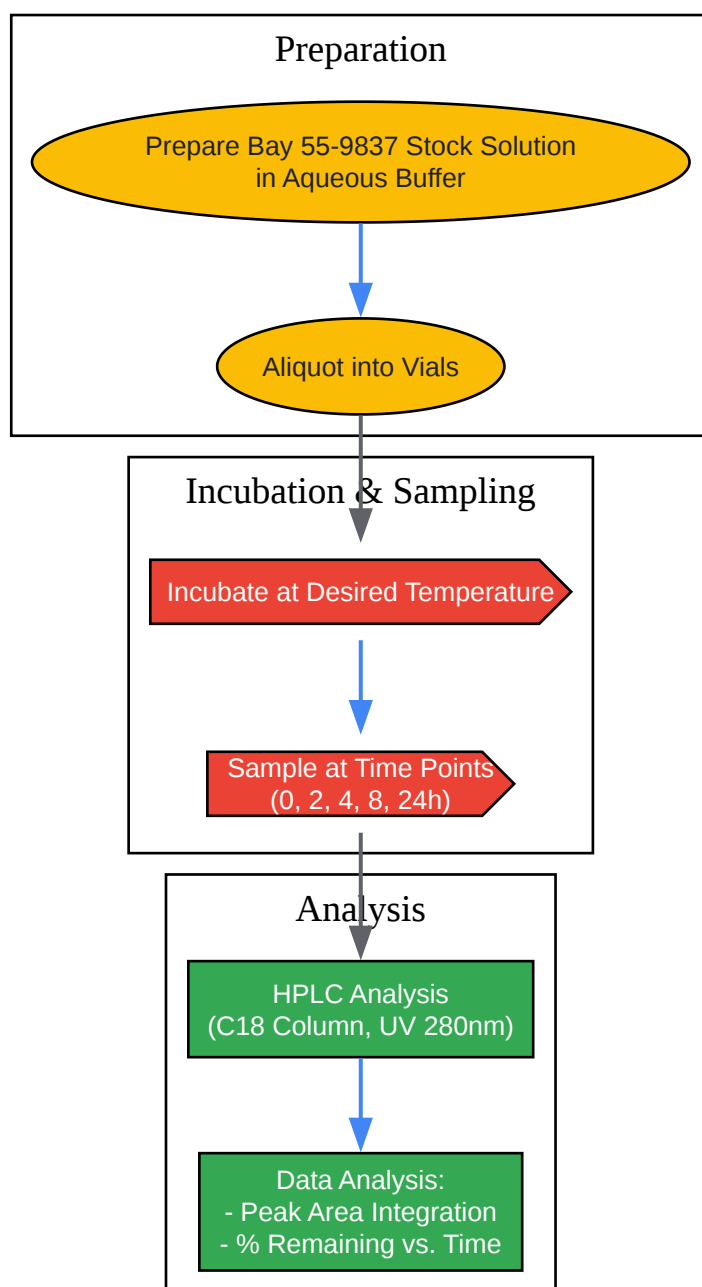 Preparation
Prepare Bay 55-9837 Stock Solution
in Aqueous Buffer
Aliquot into Vials
Incubation & Sampling
Incubate at Desired Temperature
Sample at Time Points
(0, 2, 4, 8, 24h)
Analysis
HPLC Analysis
(C18 Column, UV 280nm)
Data Analysis:
- Peak Area Integration
- % Remaining vs. Time